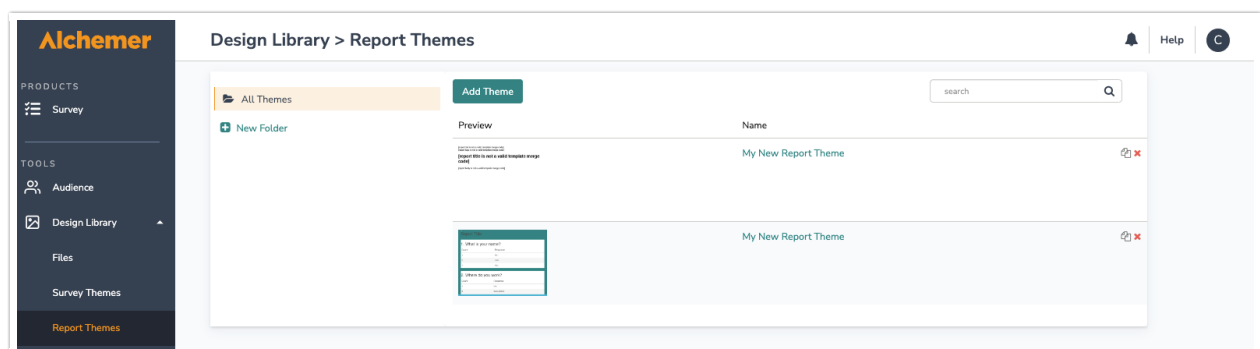 Alchemer
Design Library > Report Themes
Help
C
PRODUCTS
Survey
TOOLS
Audience
Design Library
Files
Survey Themes
Report Themes
All Themes
New Folder
Add Theme
search
Preview
Name
[report title is not a valid template merge
code]
My New Report Theme
1. What is your name?
2. Where do you work?
My New Report Theme